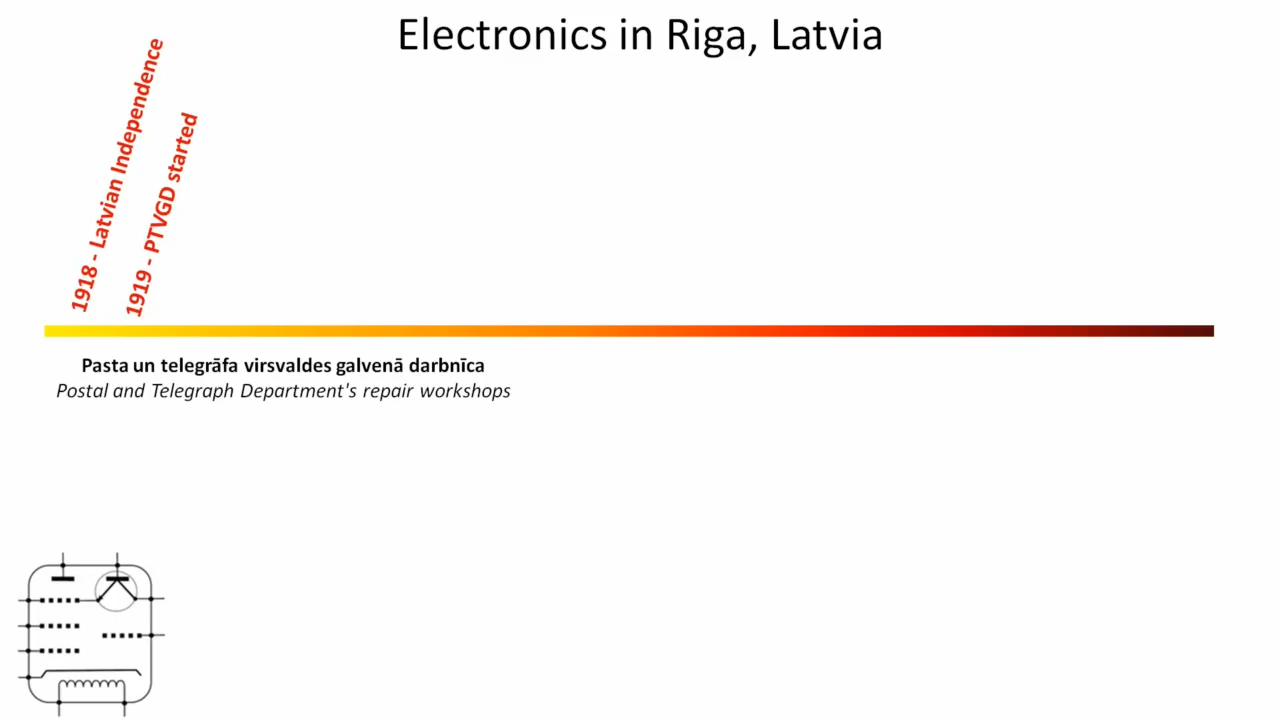 Electronics in Riga, Latvia
1918 - Latvian Independence
1919 - PTVGD started
Pasta un telegrāfa virsvaldes galvenā darbnīca
Postal and Telegraph Department's repair workshops